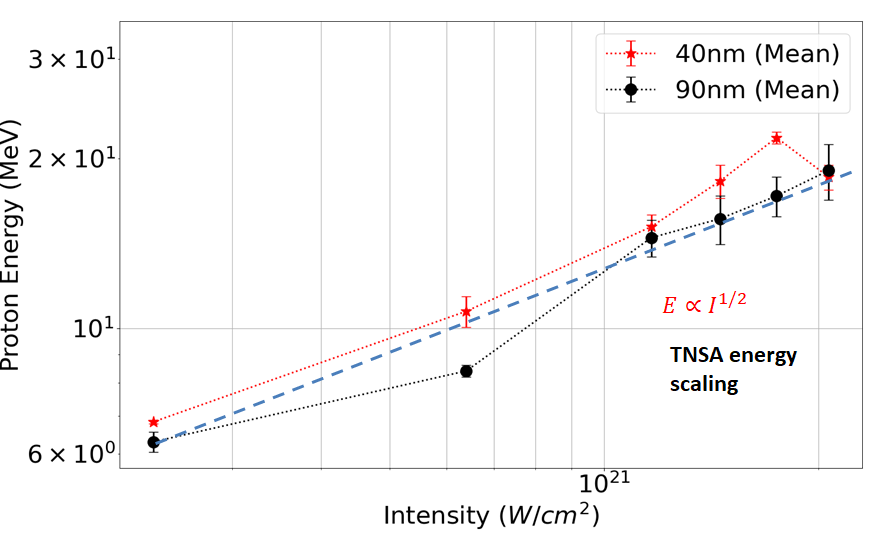 3 × 10¹
2 × 10¹
10¹
6 × 10⁰
Proton Energy (MeV)
40nm (Mean)
90nm (Mean)
E ∝ I^{1/2}
TNSA energy
scaling
10²¹
Intensity (W/cm²)